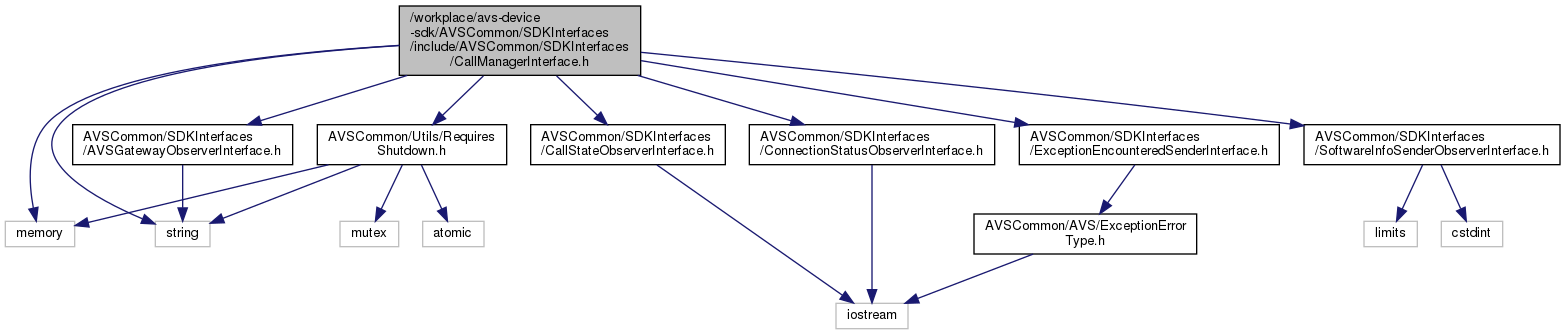 /workplace/avs-device
-sdk/AVSCommon/SDKInterfaces
/include/AVSCommon/SDKInterfaces
/CallManagerInterface.h
AVSCommon/SDKInterfaces
/AVSGatewayObserverInterface.h
AVSCommon/Utils/Requires
Shutdown.h
AVSCommon/SDKInterfaces
/CallStateObserverInterface.h
AVSCommon/SDKInterfaces
/ConnectionStatusObserverInterface.h
AVSCommon/SDKInterfaces
/ExceptionEncounteredSenderInterface.h
AVSCommon/SDKInterfaces
/SoftwareInfoSenderObserverInterface.h
memory
string
mutex
atomic
AVSCommon/AVS/ExceptionError
Type.h
limits
cstdint
iostream